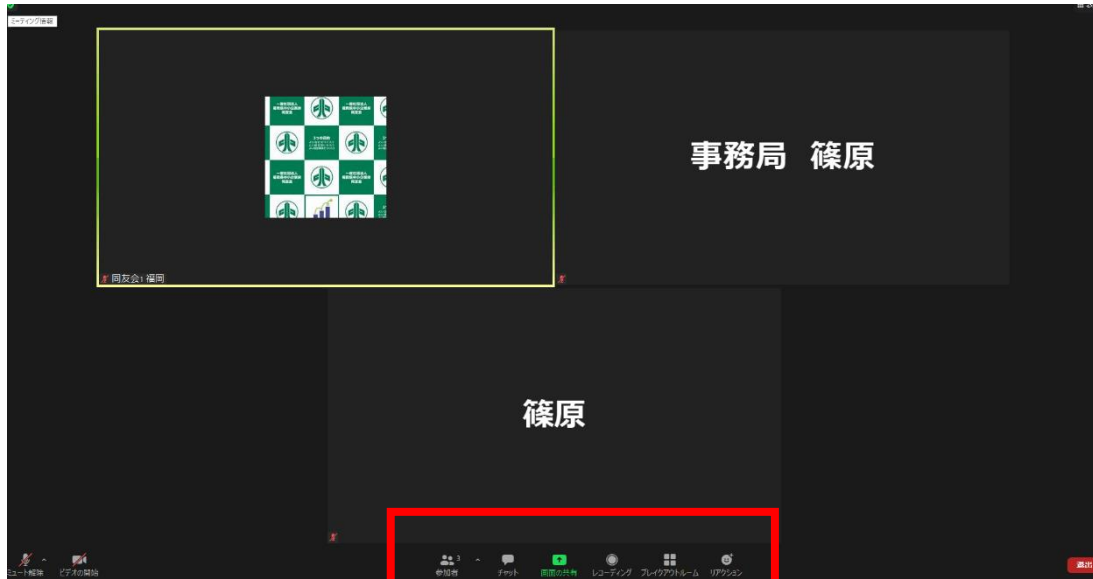 ミーティング情報
事務局 篠原
同友会1 福岡
篠原
3
ミュート解除
ビデオの開始
参加者
チャット
画面の共有
レコーディング
ブレイクアウトルーム
リアクション
退出